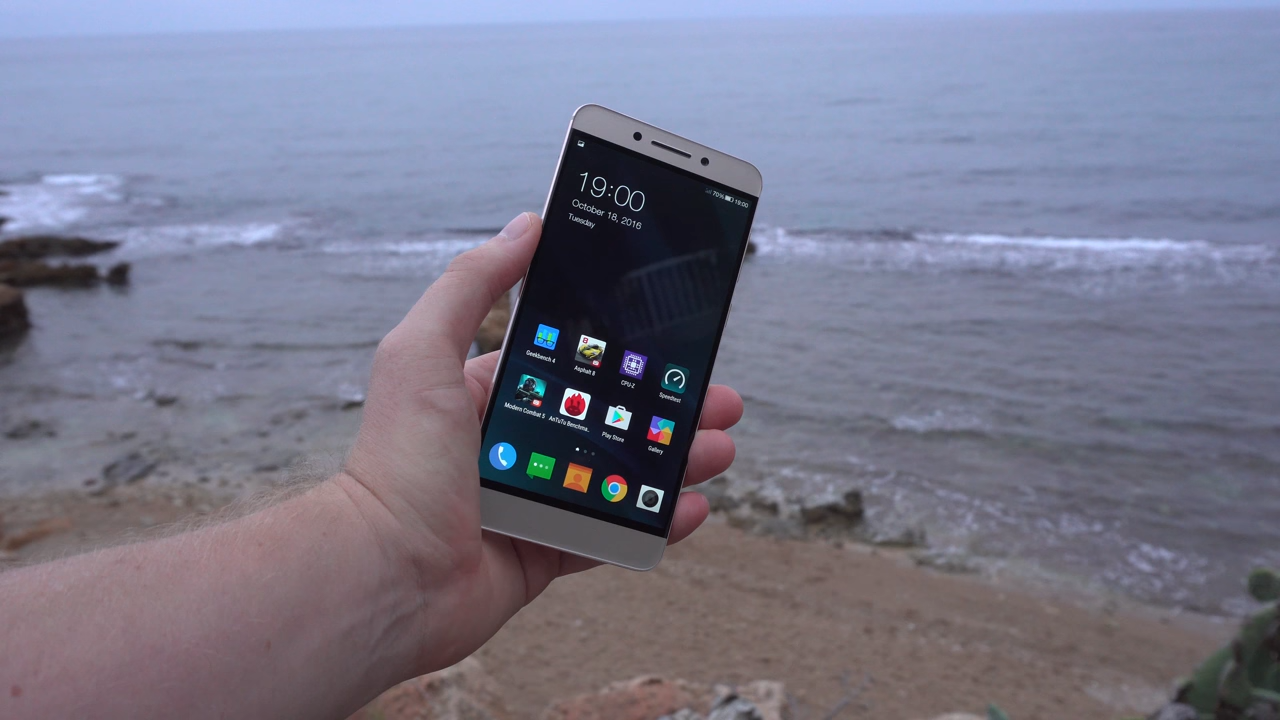 19:00
October 18, 2016
Tuesday
70% 19:00
Geekbench 4
Asphalt 8
CPU-Z
Speedtest
Modern Combat 5
AnTuTu Benchma..
Play Store
Gallery